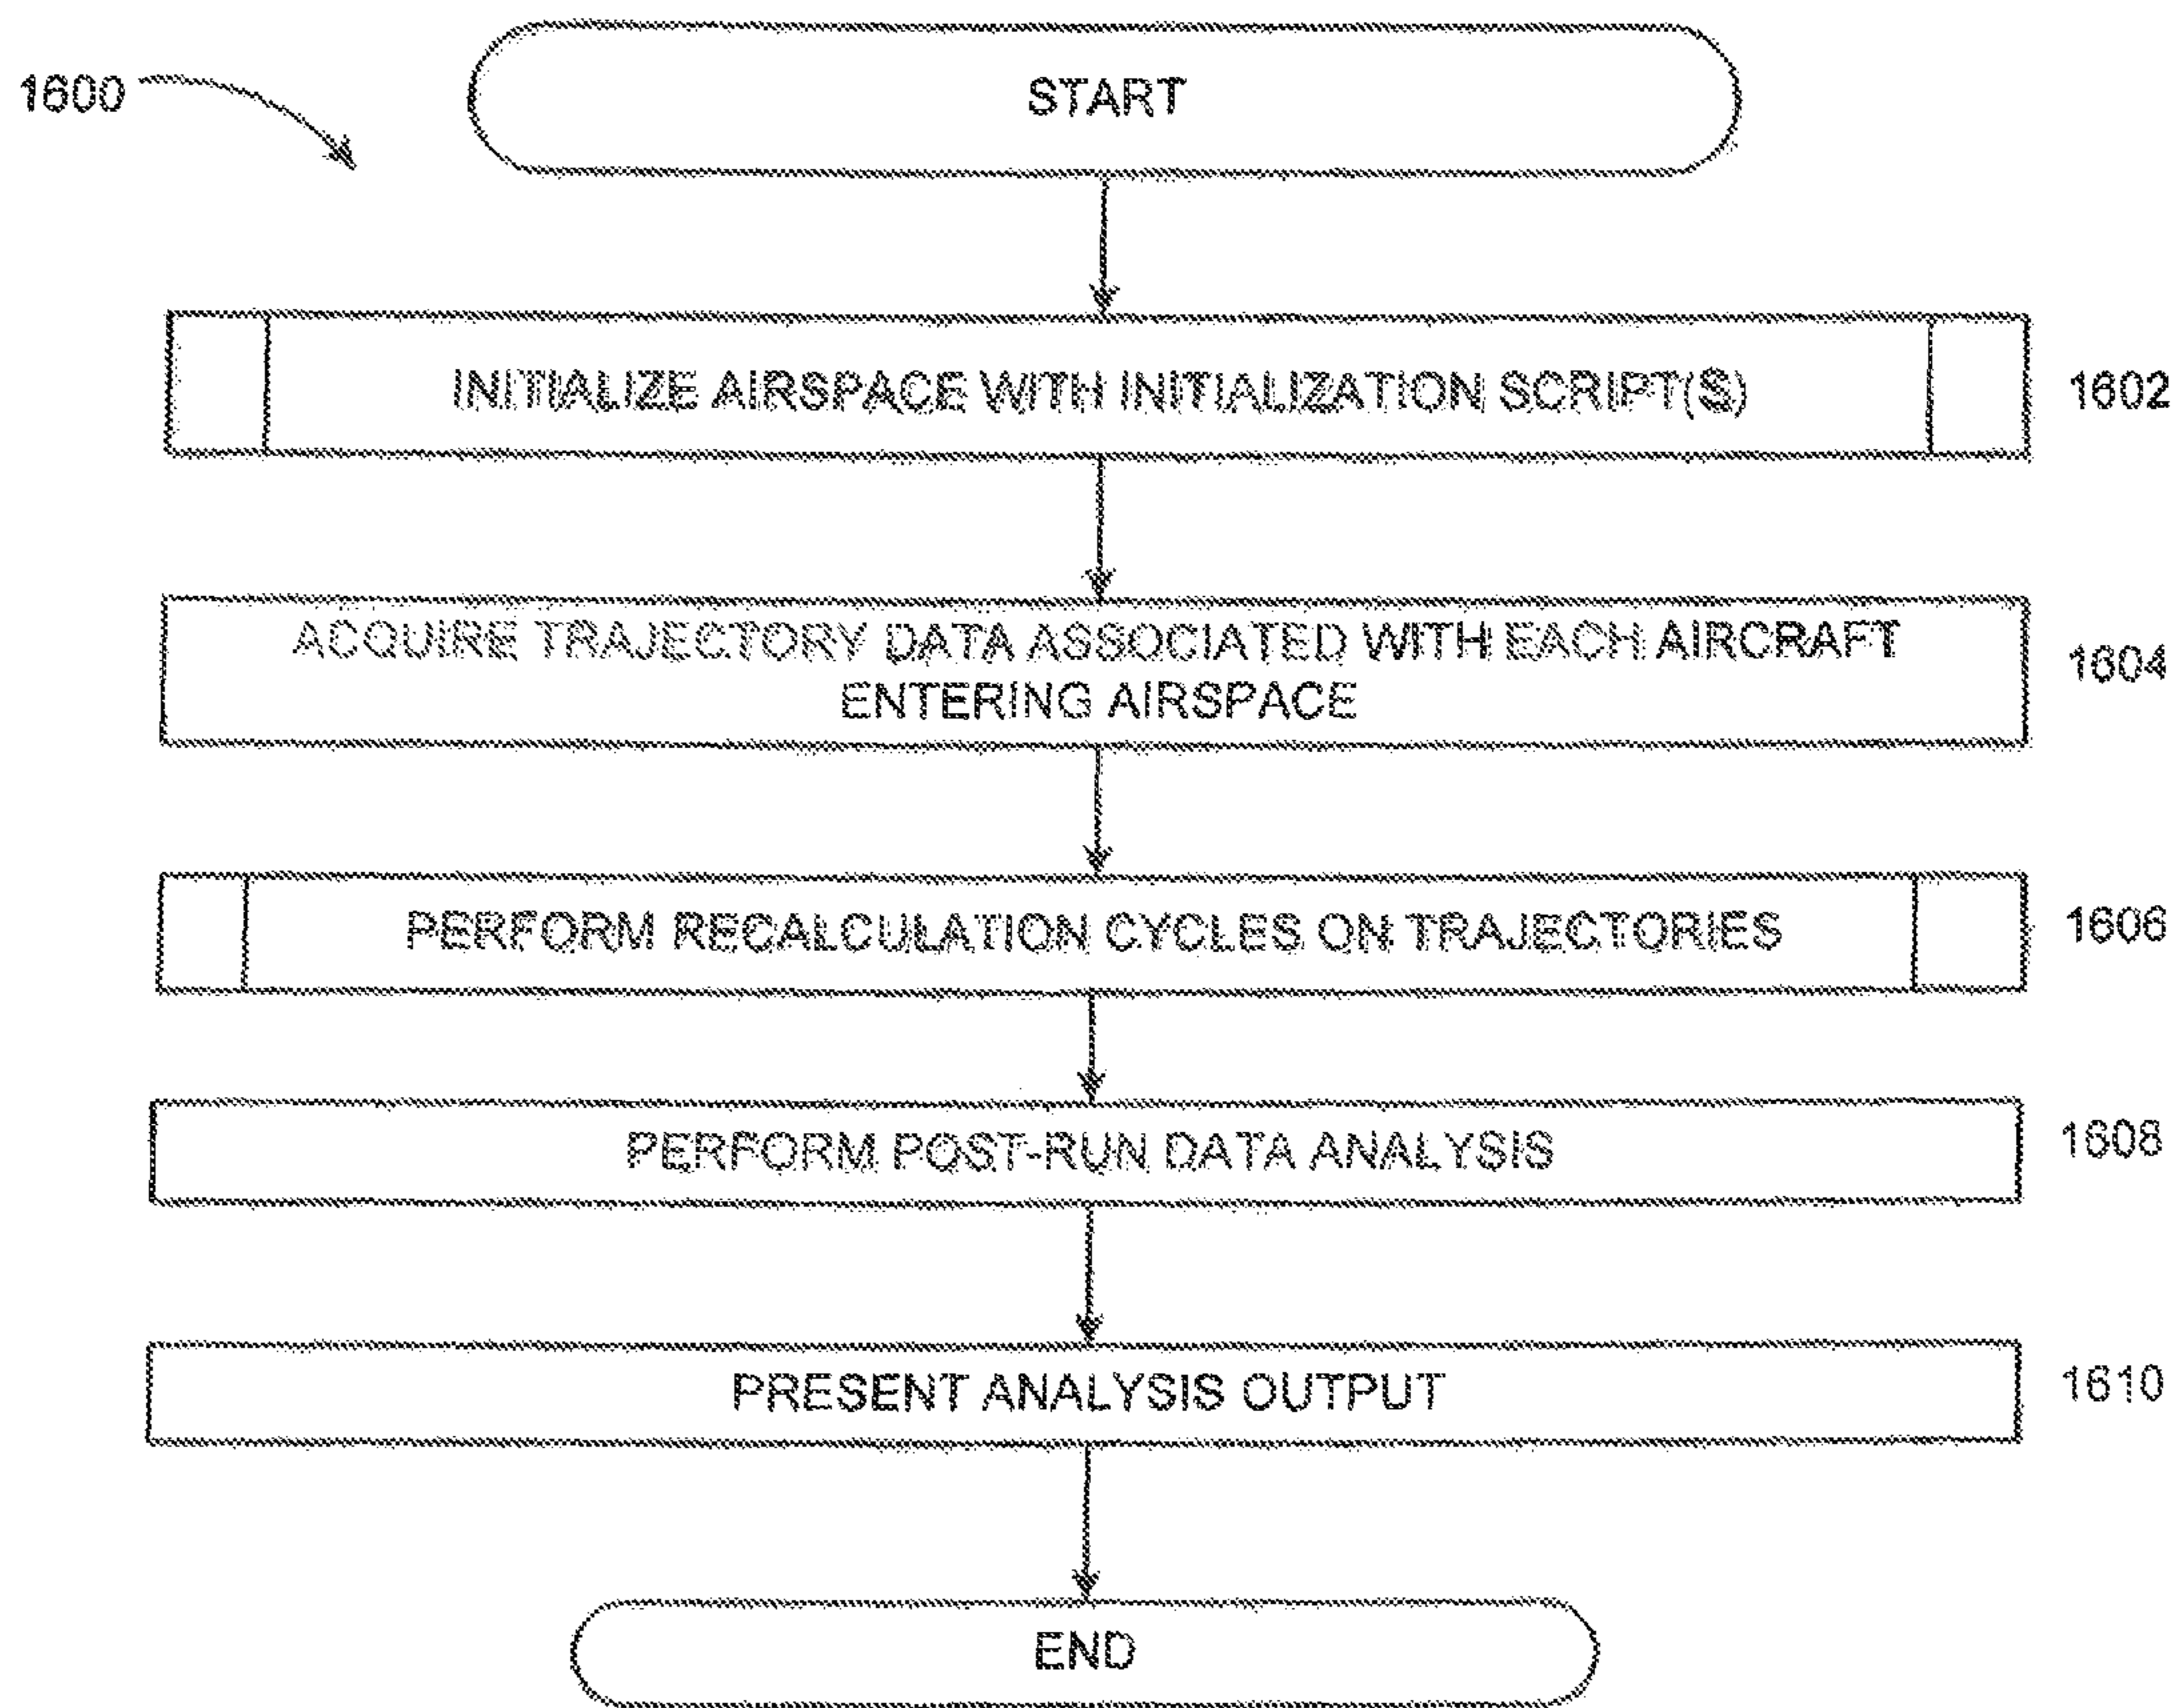 1600
START
INITIALIZE AIRSPACE WITH INITIALIZATION SCRIPT(S)
1602
ACQUIRE TRAJECTORY DATA ASSOCIATED WITH EACH AIRCRAFT
ENTERING AIRSPACE
1604
PERFORM RECALCULATION CYCLES ON TRAJECTORIES
1606
PERFORM POST-RUN DATA ANALYSIS
1608
PRESENT ANALYSIS OUTPUT
1610
END